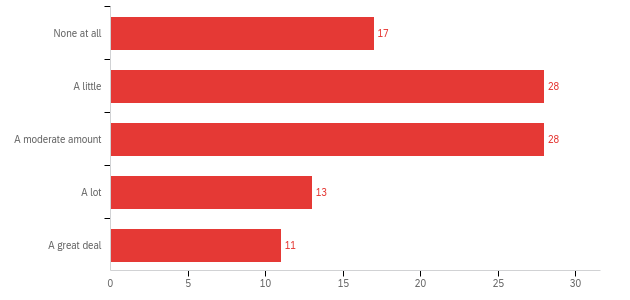 None at all 17
A little 28
A moderate amount 28
A lot 13
A great deal 11
0 5 10 15 20 25 30